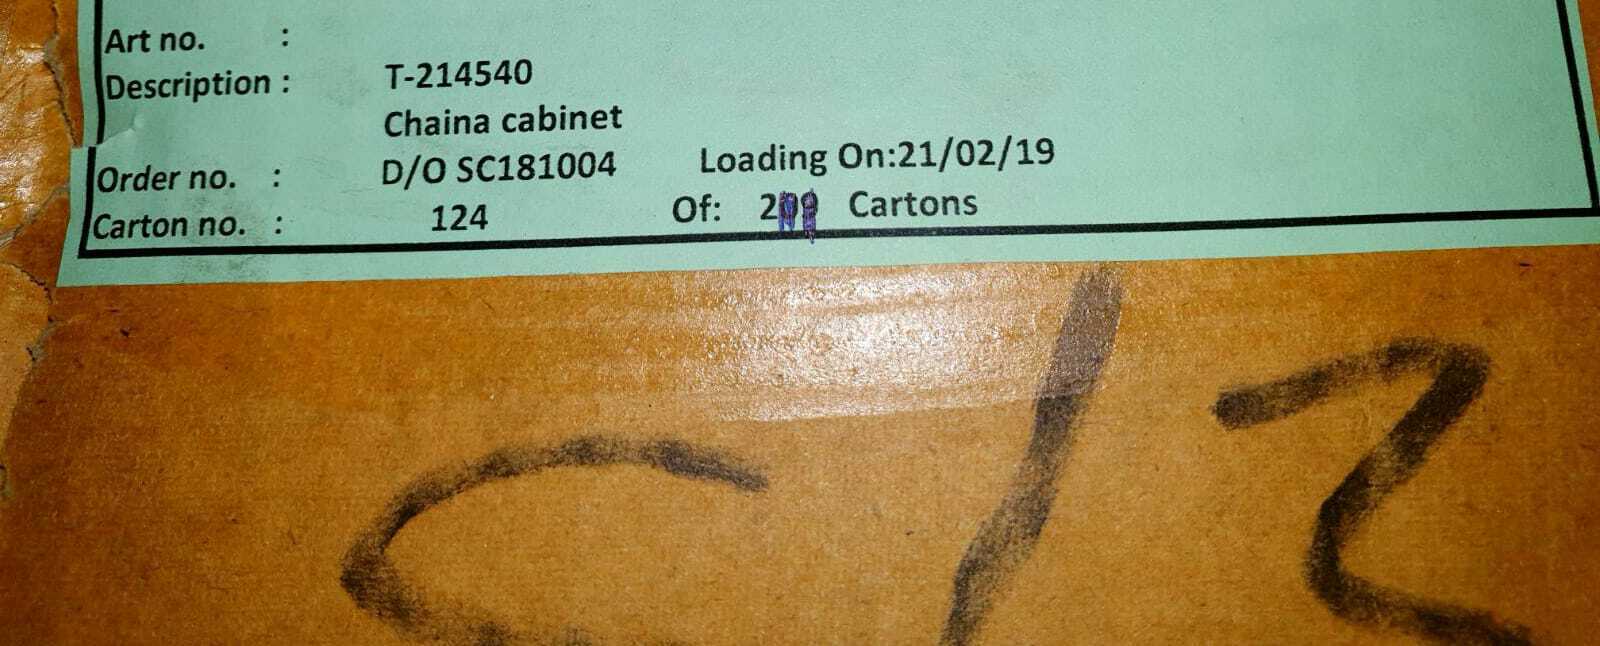 Art no. :
Description : T-214540
Chaina cabinet
Order no. : D/O SC181004 Loading On:21/02/19
Carton no. : 124 Of: Cartons